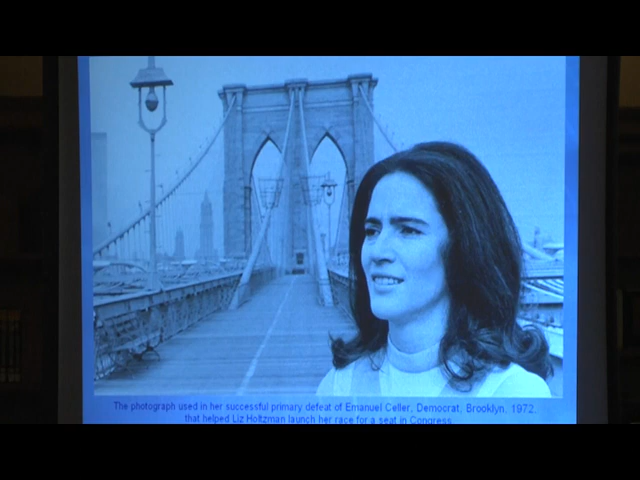 The photograph used in her successful primary defeat of Emanuel Celler, Democrat, Brooklyn, 1972,
that helped Liz Holtzman launch her race for a seat in Congress.